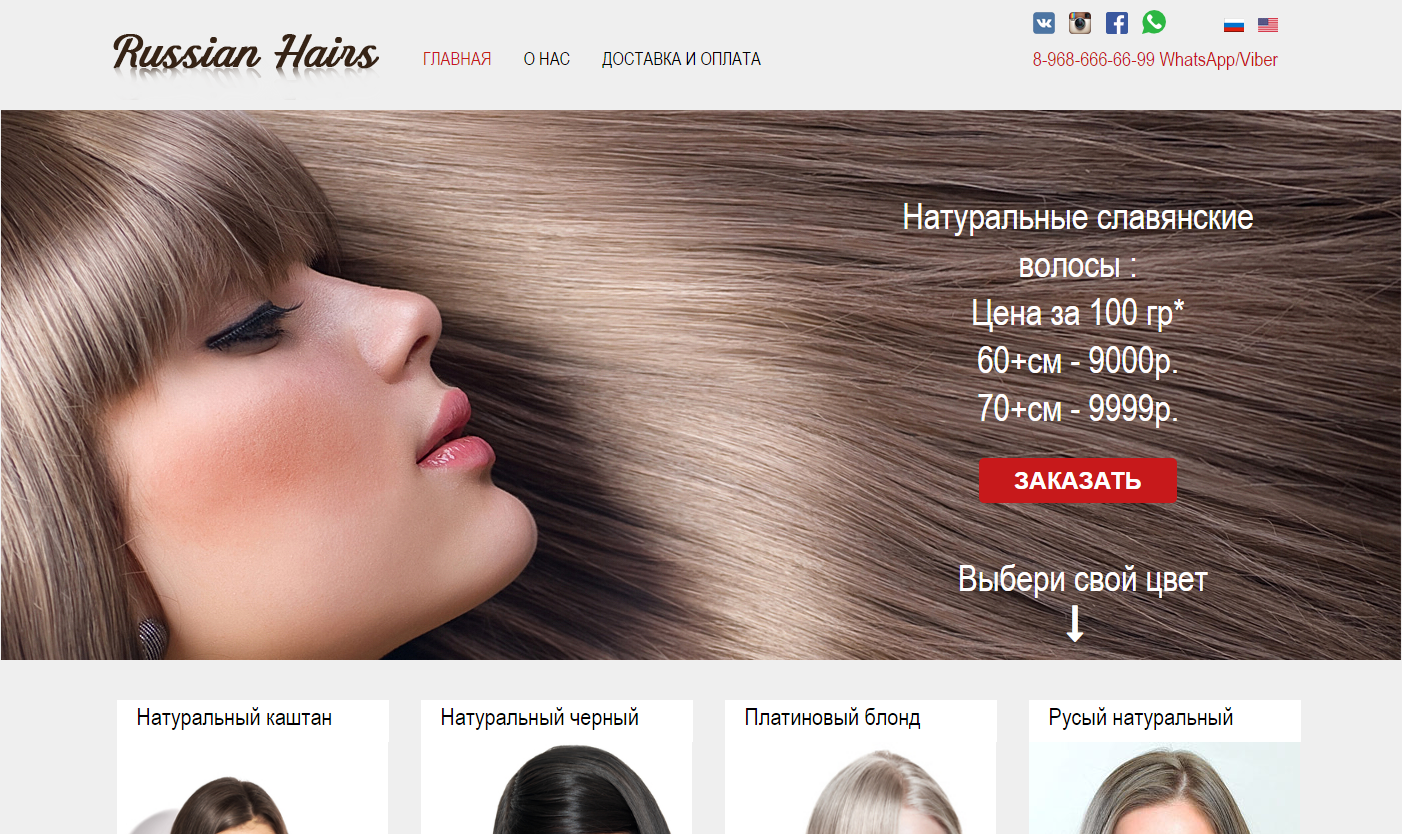 Russian Hairs
ГЛАВНАЯ
О НАС
ДОСТАВКА И ОПЛАТА
8-968-666-66-99 WhatsApp/Viber
Натуральные славянские
волосы :
Цена за 100 гр*
60+см - 9000р.
70+см - 9999р.
ЗАКАЗАТЬ
Выбери свой цвет
Натуральный каштан
Натуральный черный
Платиновый блонд
Русый натуральный